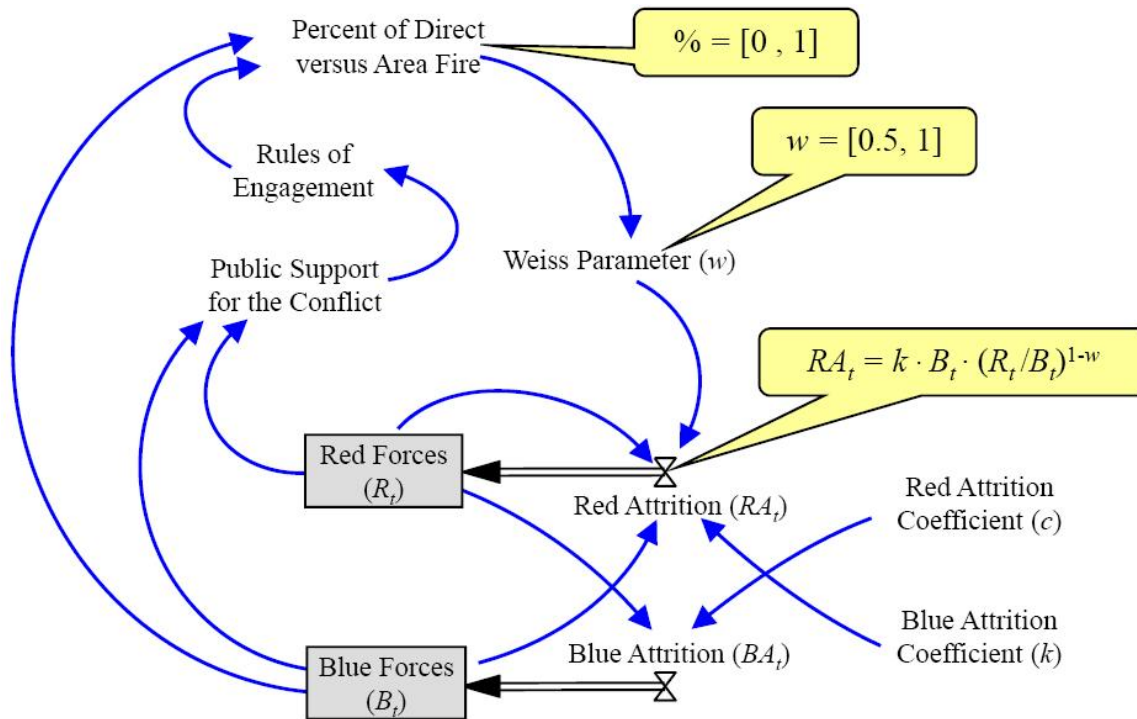 Percent of Direct
versus Area Fire
% = [0 , 1]
w = [0.5, 1]
Rules of
Engagement
Weiss Parameter (w)
Public Support
for the Conflict
RAₜ = k · Bₜ · (Rₜ/Bₜ)¹⁻ʷ
Red Forces
(Rₜ)
Red Attrition (RAₜ)
Red Attrition
Coefficient (c)
Blue Forces
(Bₜ)
Blue Attrition (BAₜ)
Blue Attrition
Coefficient (k)